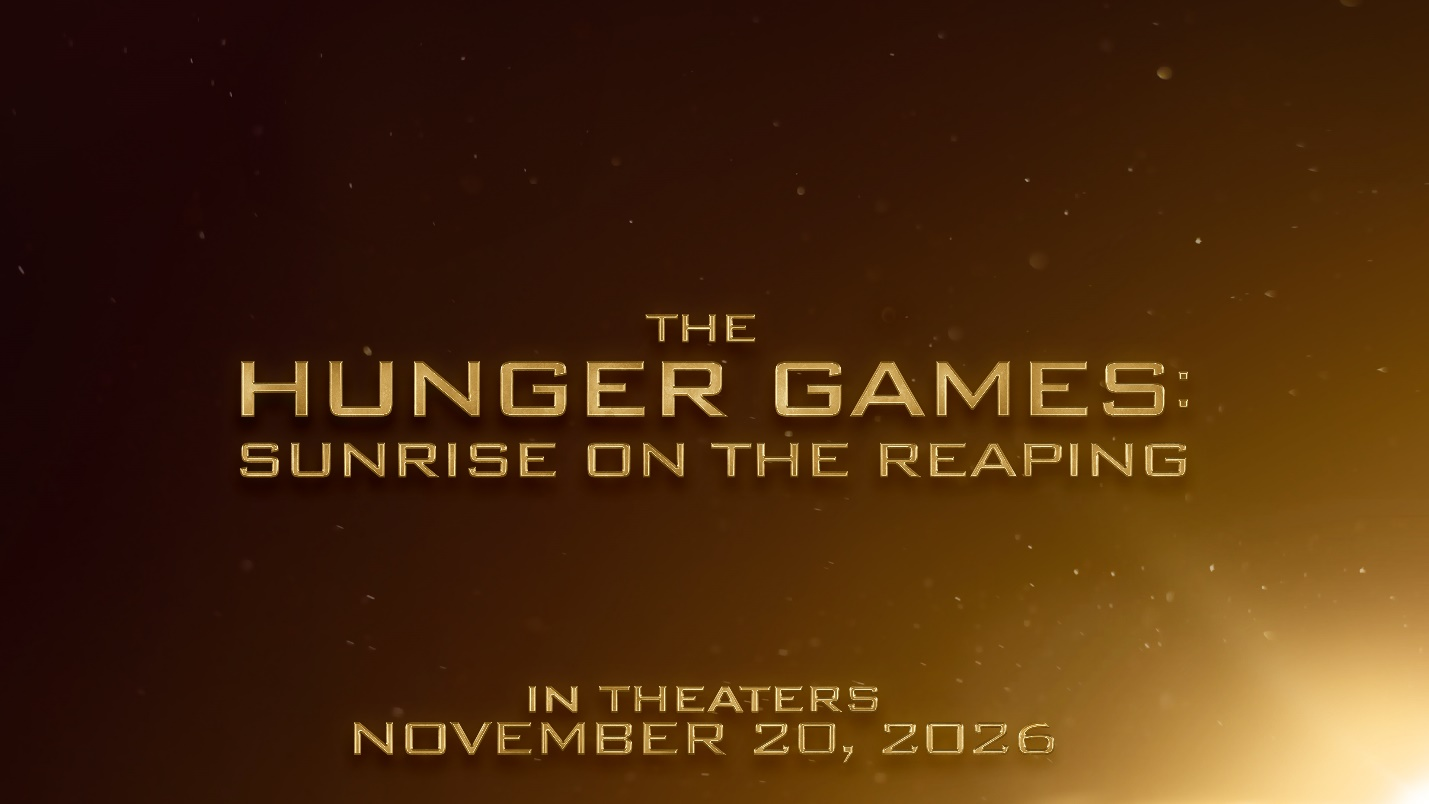 THE
HUNGER GAMES:
SUNRISE ON THE REAPING
IN THEATERS
NOVEMBER 20, 2026